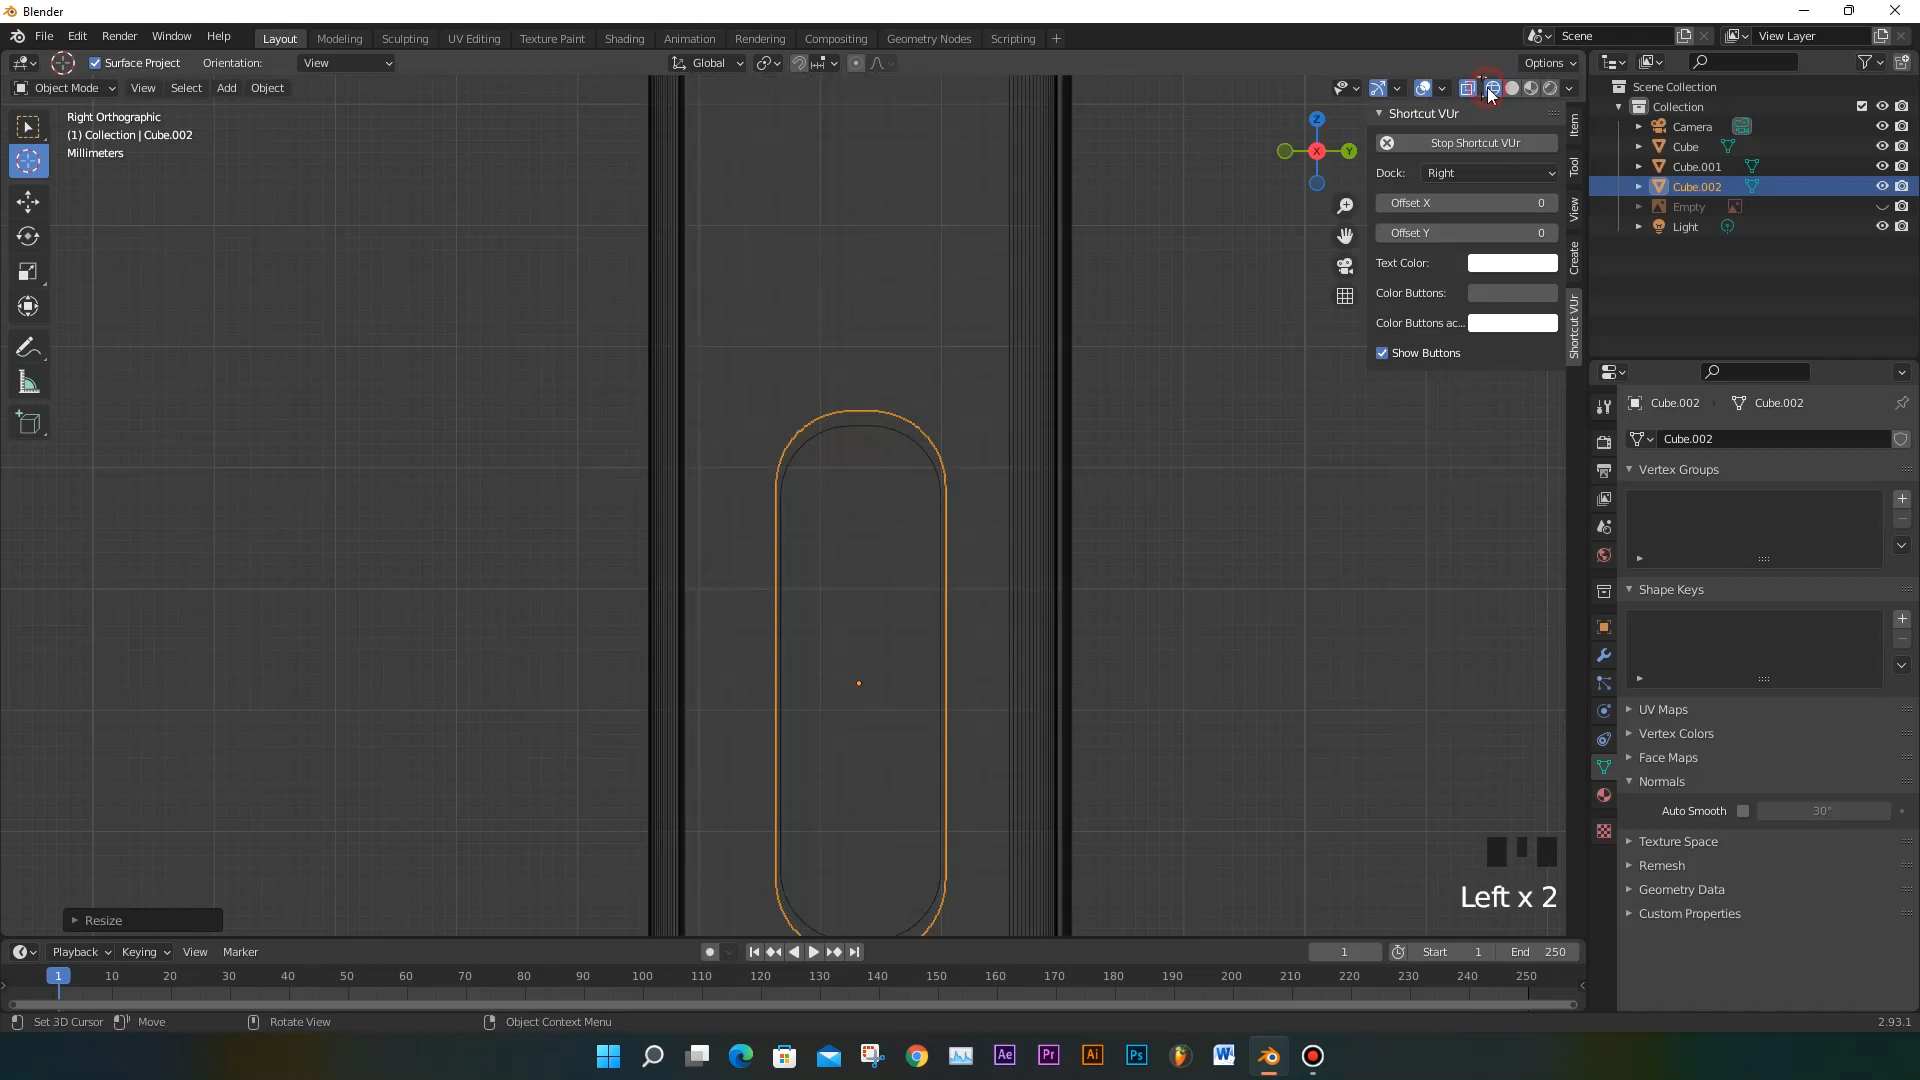 Blender
File Edit Render Window Help
Layout Modeling Sculpting UV Editing Texture Paint Shading Animation Rendering Compositing Geometry Nodes Scripting +
Scene
View Layer
Surface Project Orientation: View
Global
Options
Object Mode View Select Add Object
Right Orthographic
(1) Collection | Cube.002
Millimeters
Z
X
Y
Shortcut VUr
Stop Shortcut VUr
Dock: Right
Offset X 0
Offset Y 0
Text Color:
Color Buttons:
Color Buttons ac...
Show Buttons
Item
Tool
View
Create
Shortcut VUr
Scene Collection
Collection
Camera
Cube
Cube.001
Cube.002
Empty
Light
Cube.002 Cube.002
Cube.002
Vertex Groups
Shape Keys
UV Maps
Vertex Colors
Face Maps
Normals
Auto Smooth 30°
Texture Space
Remesh
Geometry Data
Custom Properties
Left x 2
Resize
Playback Keying View Marker
1 Start 1 End 250
1 10 20 30 40 50 60 70 80 90 100 110 120 130 140 150 160 170 180 190 200 210 220 230 240 250
Set 3D Cursor Move Rotate View Object Context Menu
2.93.1
Ae Pr Ai Ps W